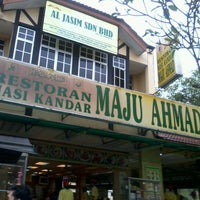 AL JASIM SDN BHD
RESTORAN
NASI KANDAR
MAJU AHMAD